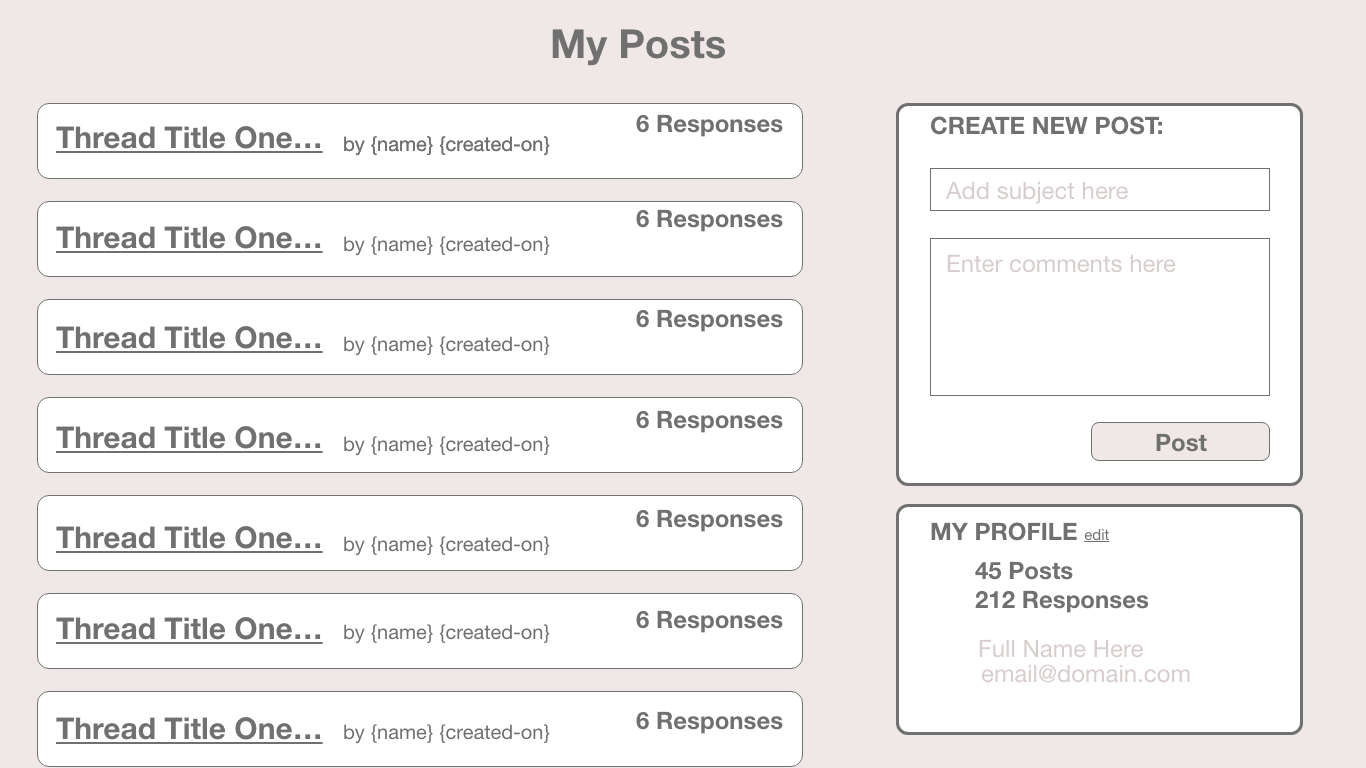 My Posts
Thread Title One... by {name} {created-on} 6 Responses
Thread Title One... by {name} {created-on} 6 Responses
Thread Title One... by {name} {created-on} 6 Responses
Thread Title One... by {name} {created-on} 6 Responses
Thread Title One... by {name} {created-on} 6 Responses
Thread Title One... by {name} {created-on} 6 Responses
Thread Title One... by {name} {created-on} 6 Responses
CREATE NEW POST:
Add subject here
Enter comments here
Post
MY PROFILE edit
45 Posts
212 Responses
Full Name Here
email@domain.com